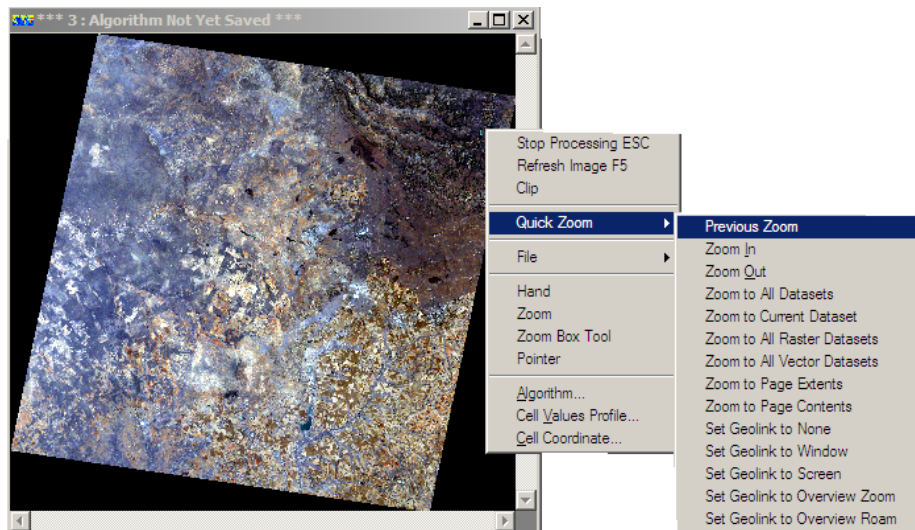 *** 3 : Algorithm Not Yet Saved ***
Stop Processing ESC
Refresh Image F5
Clip
Quick Zoom
File
Hand
Zoom
Zoom Box Tool
Pointer
Algorithm...
Cell Values Profile...
Cell Coordinate...
Previous Zoom
Zoom In
Zoom Out
Zoom to All Datasets
Zoom to Current Dataset
Zoom to All Raster Datasets
Zoom to All Vector Datasets
Zoom to Page Extents
Zoom to Page Contents
Set Geolink to None
Set Geolink to Window
Set Geolink to Screen
Set Geolink to Overview Zoom
Set Geolink to Overview Roam